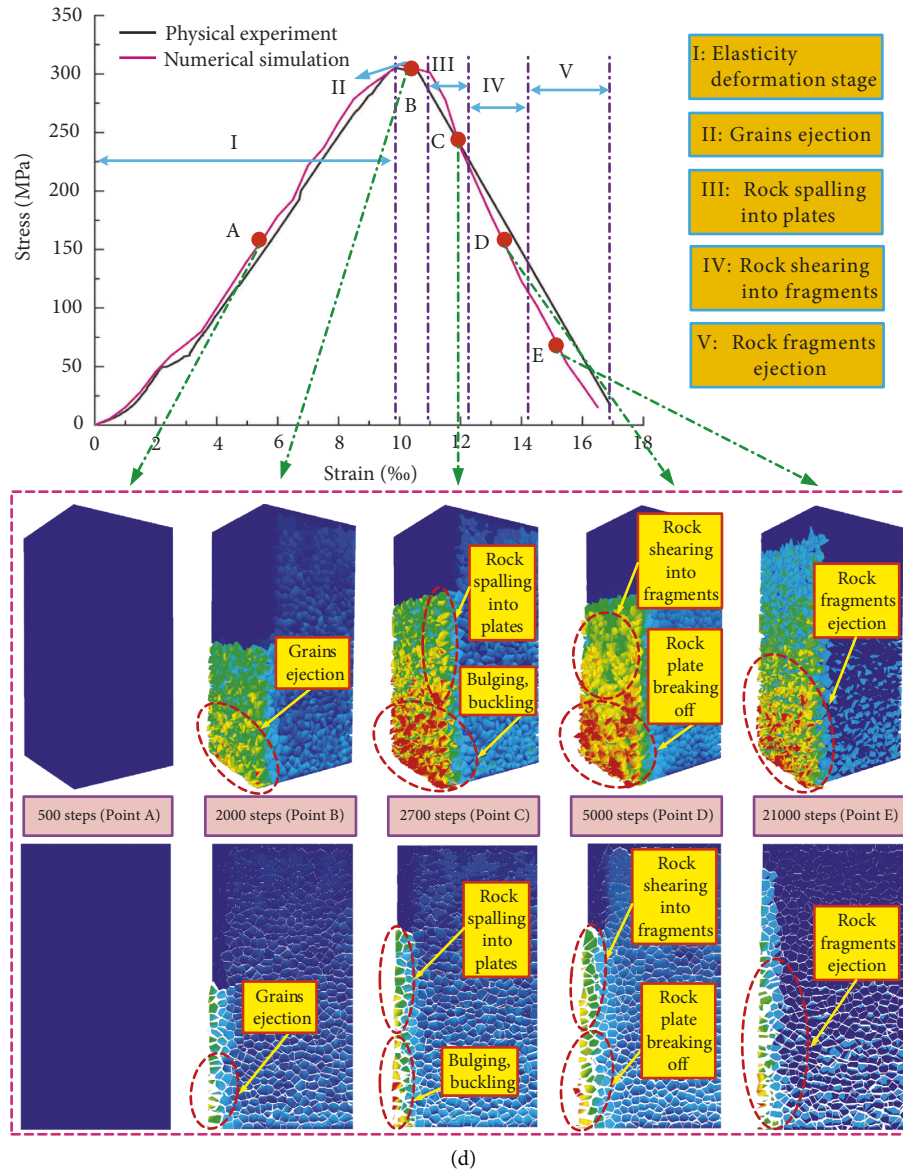 350
300
250
200
150
100
50
0
Stress (MPa)
0
2
4
6
8
10
12
14
16
18
Strain (‰)
Physical experiment
Numerical simulation
I
II
III
IV
V
A
B
C
D
E
I: Elasticity
deformation stage
II: Grains ejection
III: Rock spalling
into plates
IV: Rock shearing
into fragments
V: Rock fragments
ejection
Grains
ejection
Rock
spalling
into
plates
Bulging,
buckling
Rock
shearing
into
fragments
Rock
plate
breaking
off
Rock
fragments
ejection
500 steps (Point A)
2000 steps (Point B)
2700 steps (Point C)
5000 steps (Point D)
21000 steps (Point E)
Grains
ejection
Rock
spalling
into
plates
Bulging,
buckling
Rock
shearing
into
fragments
Rock
plate
breaking
off
Rock
fragments
ejection
(d)